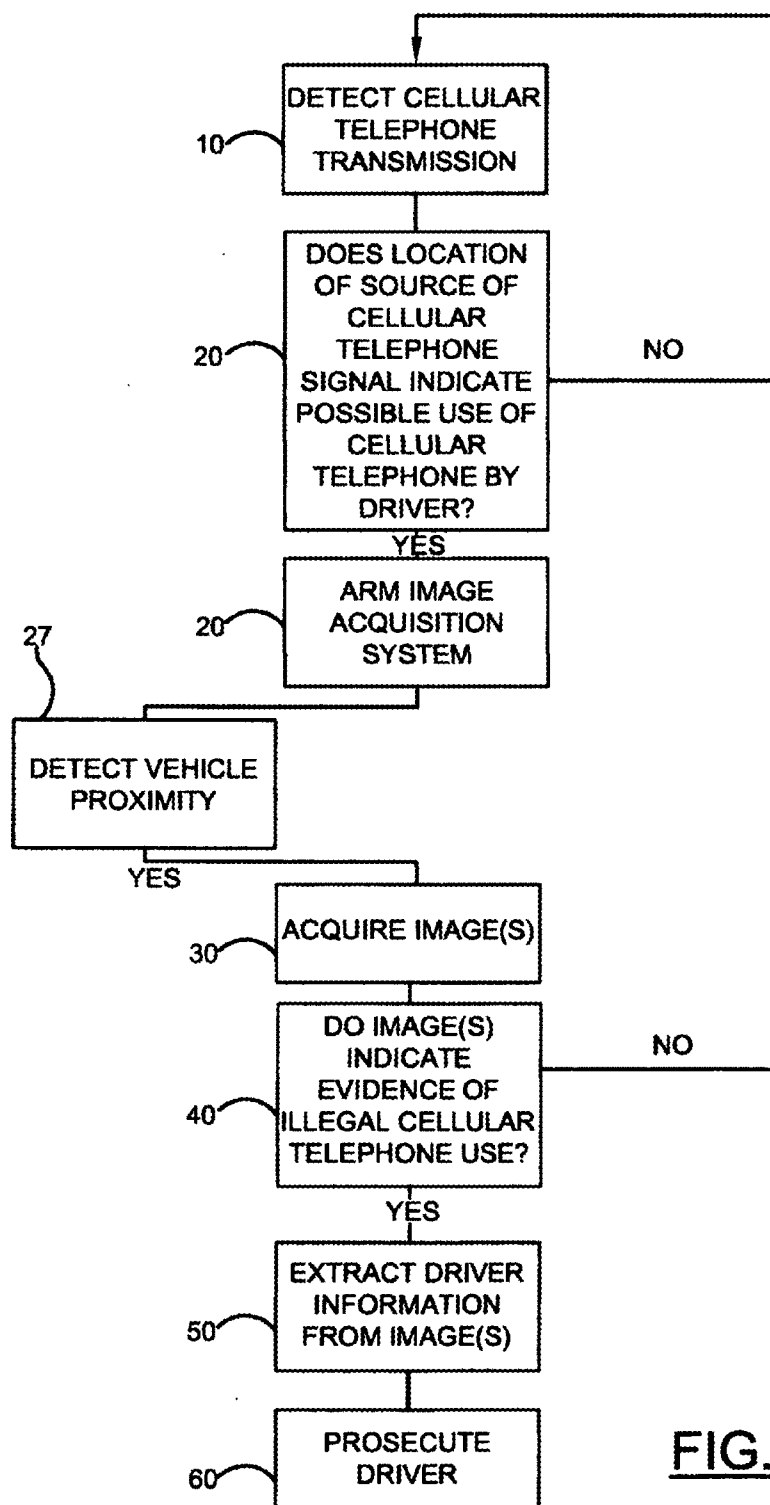 DETECT CELLULAR
TELEPHONE
TRANSMISSION
10
DOES LOCATION
OF SOURCE OF
CELLULAR
TELEPHONE
SIGNAL INDICATE
POSSIBLE USE OF
CELLULAR
TELEPHONE BY
DRIVER?
20
NO
YES
ARM IMAGE
ACQUISITION
SYSTEM
20
27
DETECT VEHICLE
PROXIMITY
YES
ACQUIRE IMAGE(S)
30
DO IMAGE(S)
INDICATE
EVIDENCE OF
ILLEGAL CELLULAR
TELEPHONE USE?
40
NO
YES
EXTRACT DRIVER
INFORMATION
FROM IMAGE(S)
50
PROSECUTE
DRIVER
60
FIG.